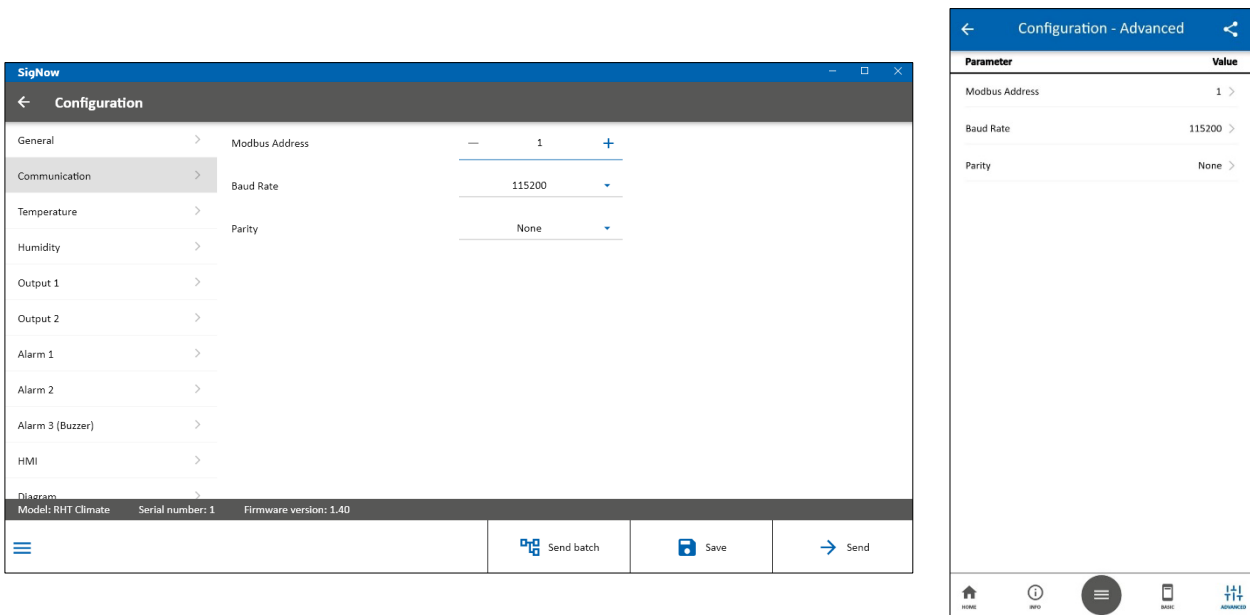 SigNow
Configuration
General
Communication
Temperature
Humidity
Output 1
Output 2
Alarm 1
Alarm 2
Alarm 3 (Buzzer)
HMI
Diagram
Modbus Address 1
Baud Rate 115200
Parity None
Model: RHT Climate Serial number: 1 Firmware version: 1.40
Send batch Save Send
Configuration - Advanced
Parameter Value
Modbus Address 1
Baud Rate 115200
Parity None
HOME INFO BASIC ADVANCED